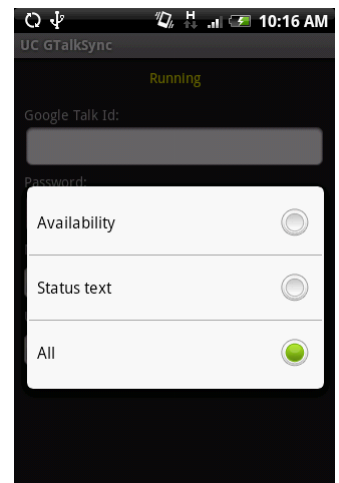 H 10:16 AM
UC GTalkSync
Running
Google Talk Id:
Password:
Availability
Status text
All